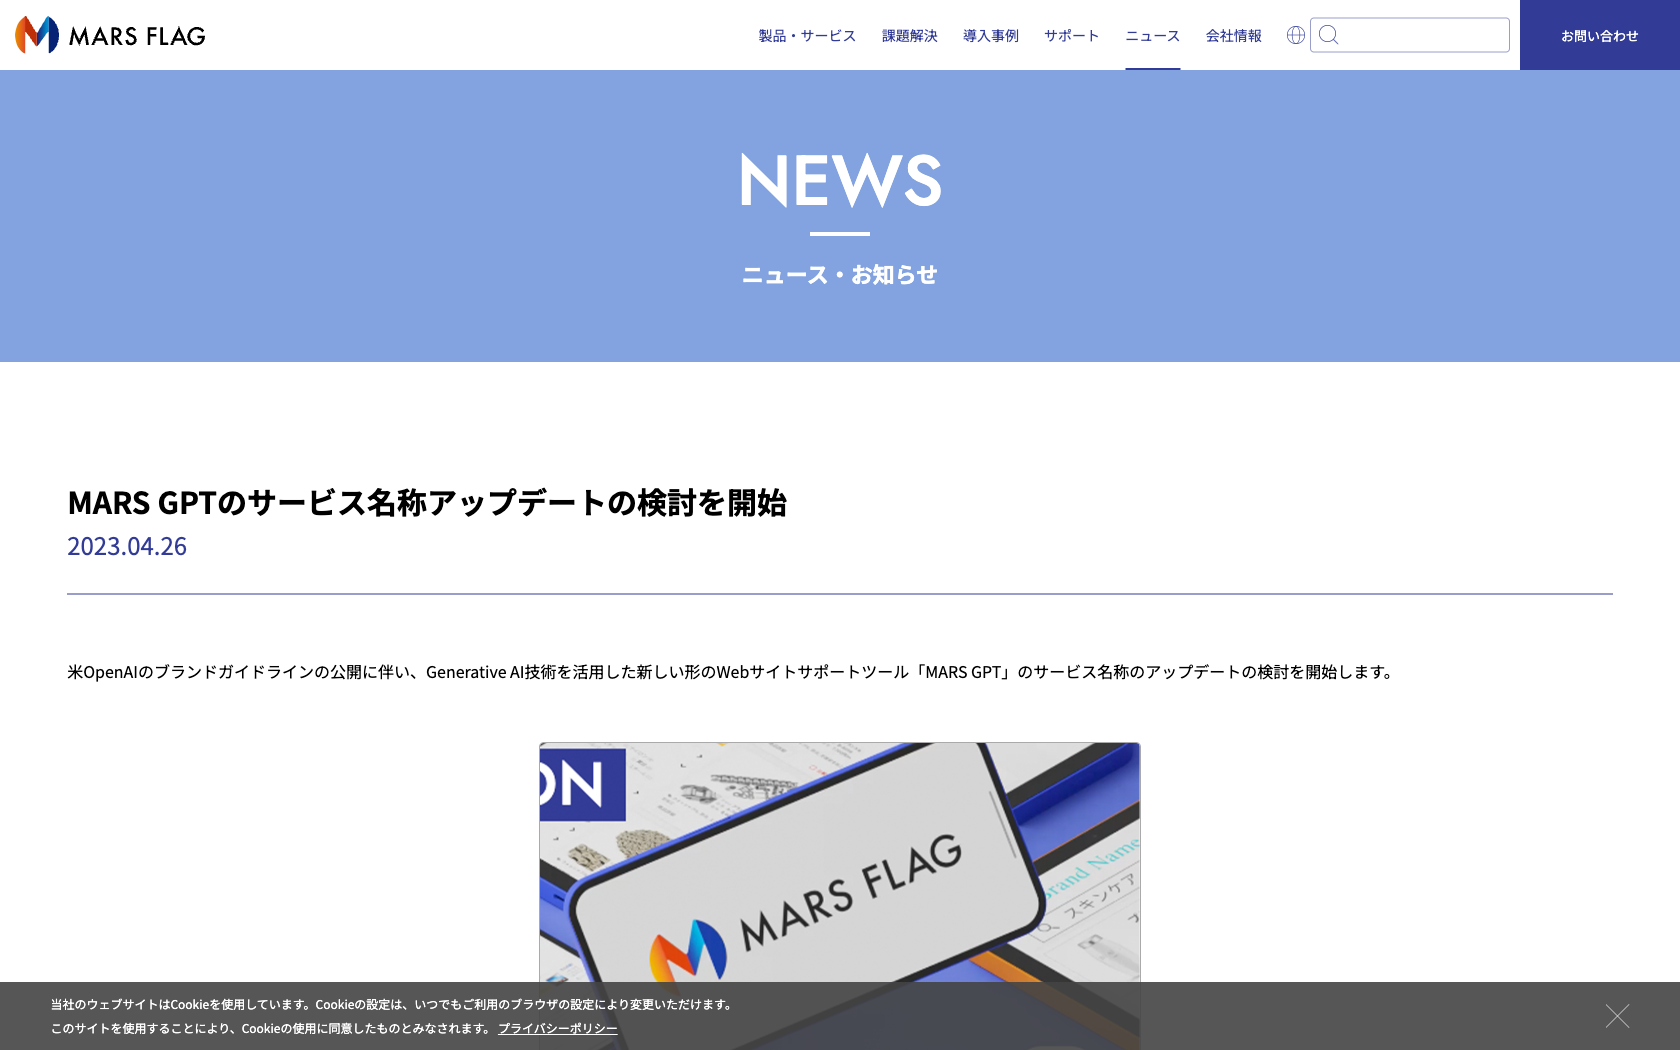 MARS FLAG
製品・サービス 課題解決 導入事例 サポート ニュース 会社情報
お問い合わせ
NEWS
ニュース・お知らせ
MARS GPTのサービス名称アップデートの検討を開始
2023.04.26
米OpenAIのブランドガイドラインの公開に伴い、Generative AI技術を活用した新しい形のWebサイトサポートツール「MARS GPT」のサービス名称のアップデートの検討を開始します。
ON
MARS FLAG
Brand Name
スキンケア
当社のウェブサイトはCookieを使用しています。Cookieの設定は、いつでもご利用のブラウザの設定により変更いただけます。
このサイトを使用することにより、Cookieの使用に同意したものとみなされます。 プライバシーポリシー